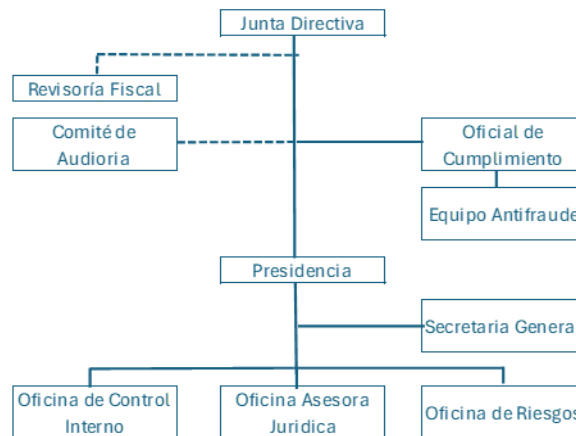 Junta Directiva
Revisoría Fiscal
Comité de
Audioria
Oficial de
Cumplimiento
Equipo Antifraude
Presidencia
Secretaria Genera
Oficina de Control
Interno
Oficina Asesora
Juridica
Oficina de Riesgos